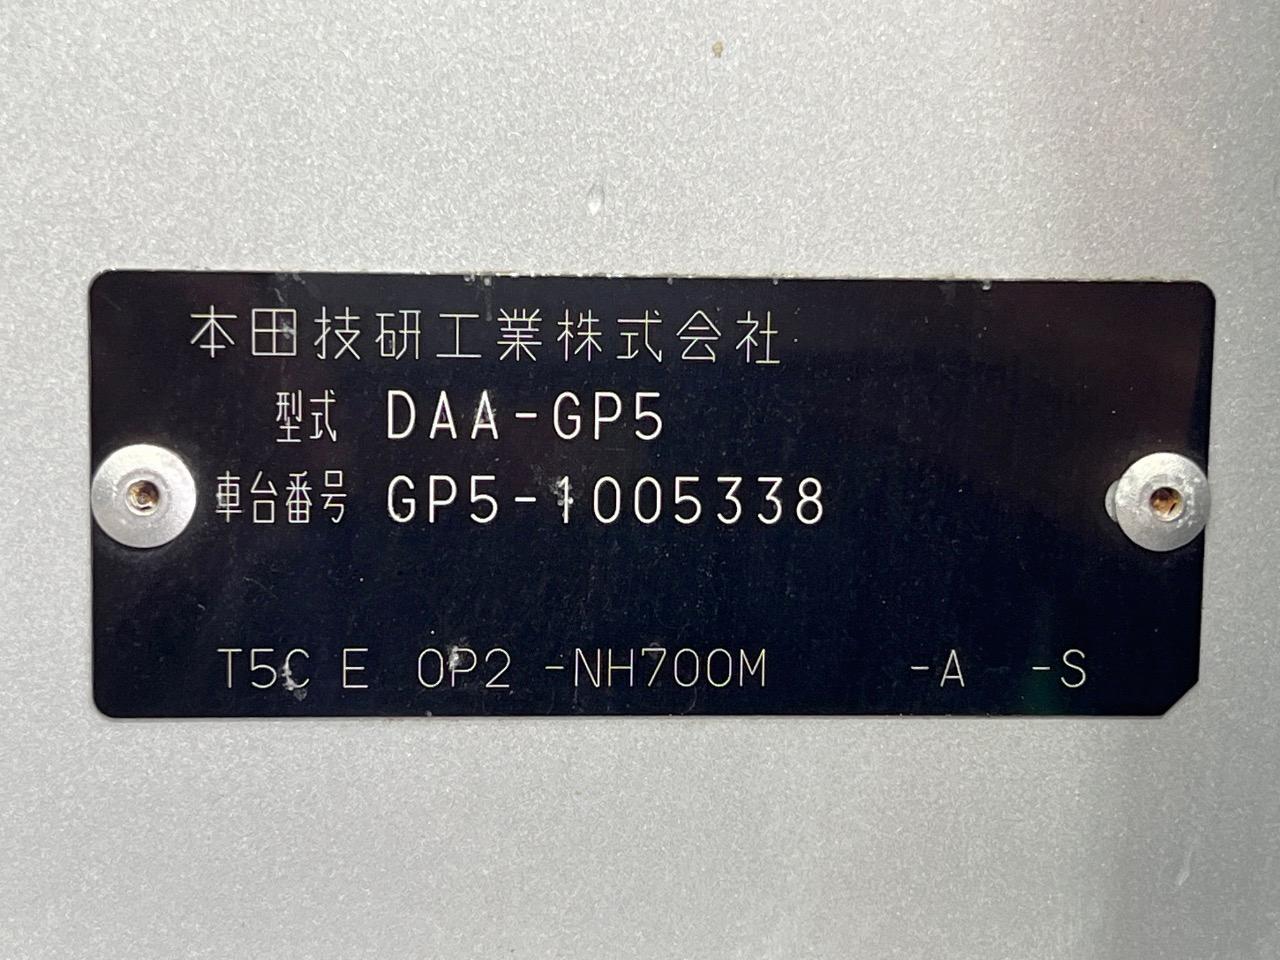 本田技研工業株式会社
型式 DAA-GP5
車台番号 GP5-1005338
T5C E OP2 -NH700M -A -S